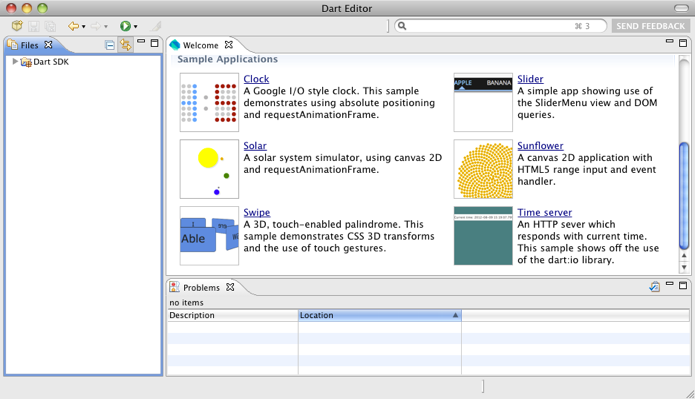 Dart Editor
⌘ 3
SEND FEEDBACK
Files
Dart SDK
Welcome
Sample Applications
Clock
A Google I/O style clock. This sample
demonstrates using absolute positioning
and requestAnimationFrame.
Slider
A simple app showing use of
the SliderMenu view and DOM
queries.
APPLE BANANA
Solar
A solar system simulator, using canvas 2D
and requestAnimationFrame.
Sunflower
A canvas 2D application with
HTML5 range input and event
handler.
Swipe
A 3D, touch-enabled palindrome. This
sample demonstrates CSS 3D transforms
and the use of touch gestures.
I
Able
Time server
An HTTP sever which
responds with current time.
This sample shows off the use
of the dart:io library.
Problems
no items
Description Location